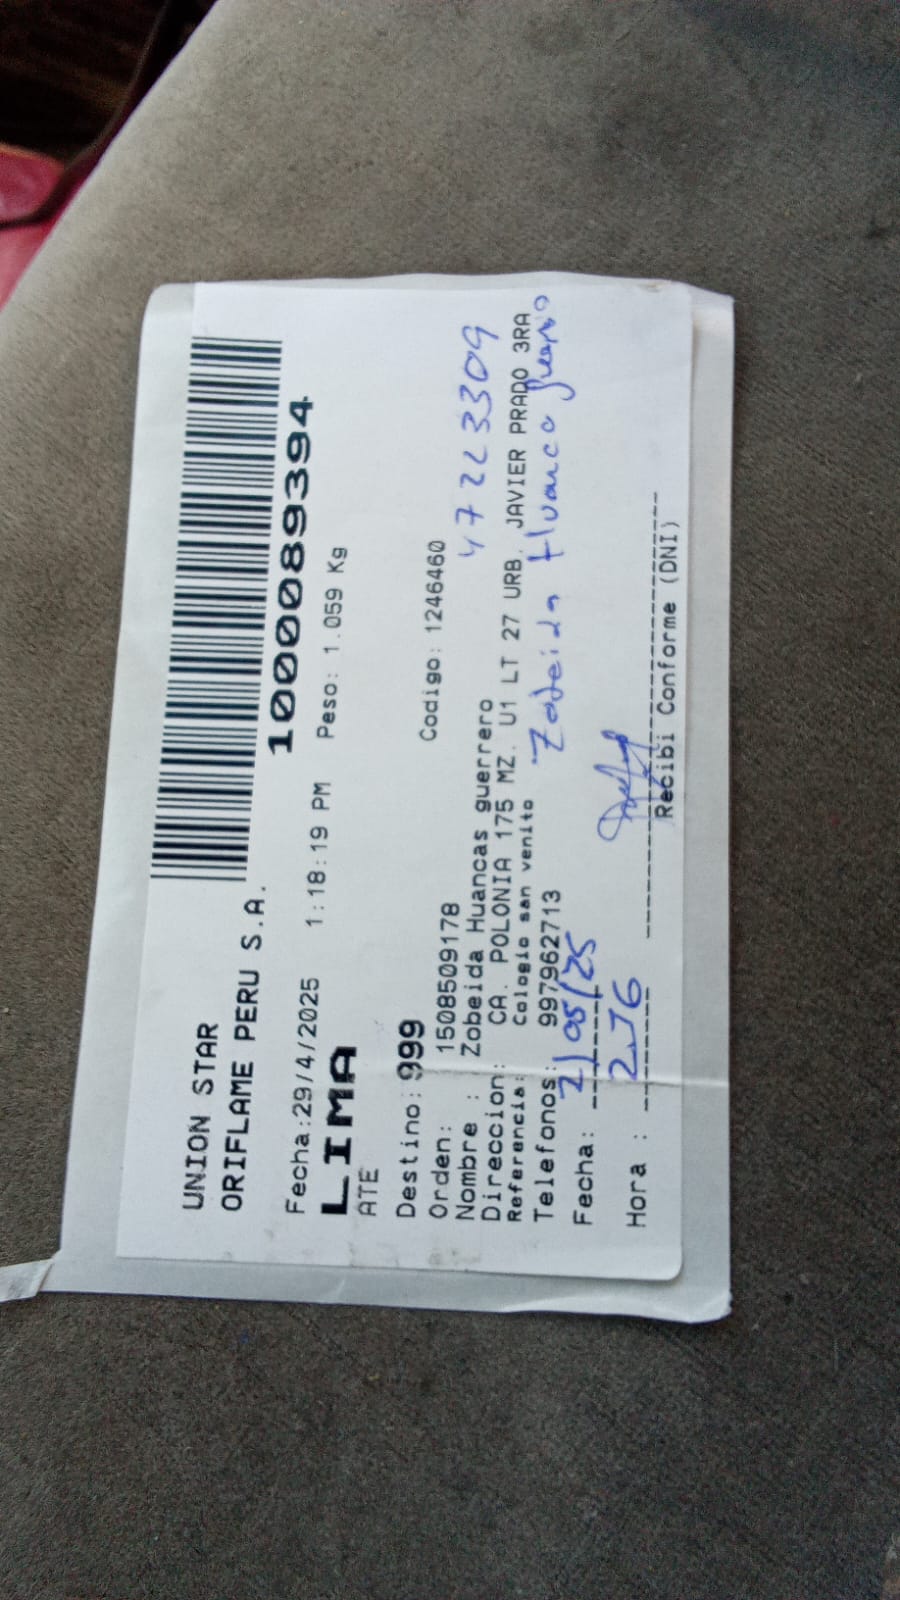 UNION STAR
ORIFLAME PERU S.A.
1000089394
Fecha:29/4/2025 1:18:19 PM Peso: 1.059 Kg
LIMA
ATE
Destino: 999
Codigo: 1246460
Orden: 1508509178
Nombre : Zobeida Huancas guerrero
47223309
Direccion: CA. POLONIA 175 MZ. U1 LT 27 URB. JAVIER PRADO 3RA
Referencia: Colegio san venito
Zobeida Huanca
Telefonos: 997962713
Fecha: 2/05/25
Hora : 2:16
Recibi Conforme (DNI)